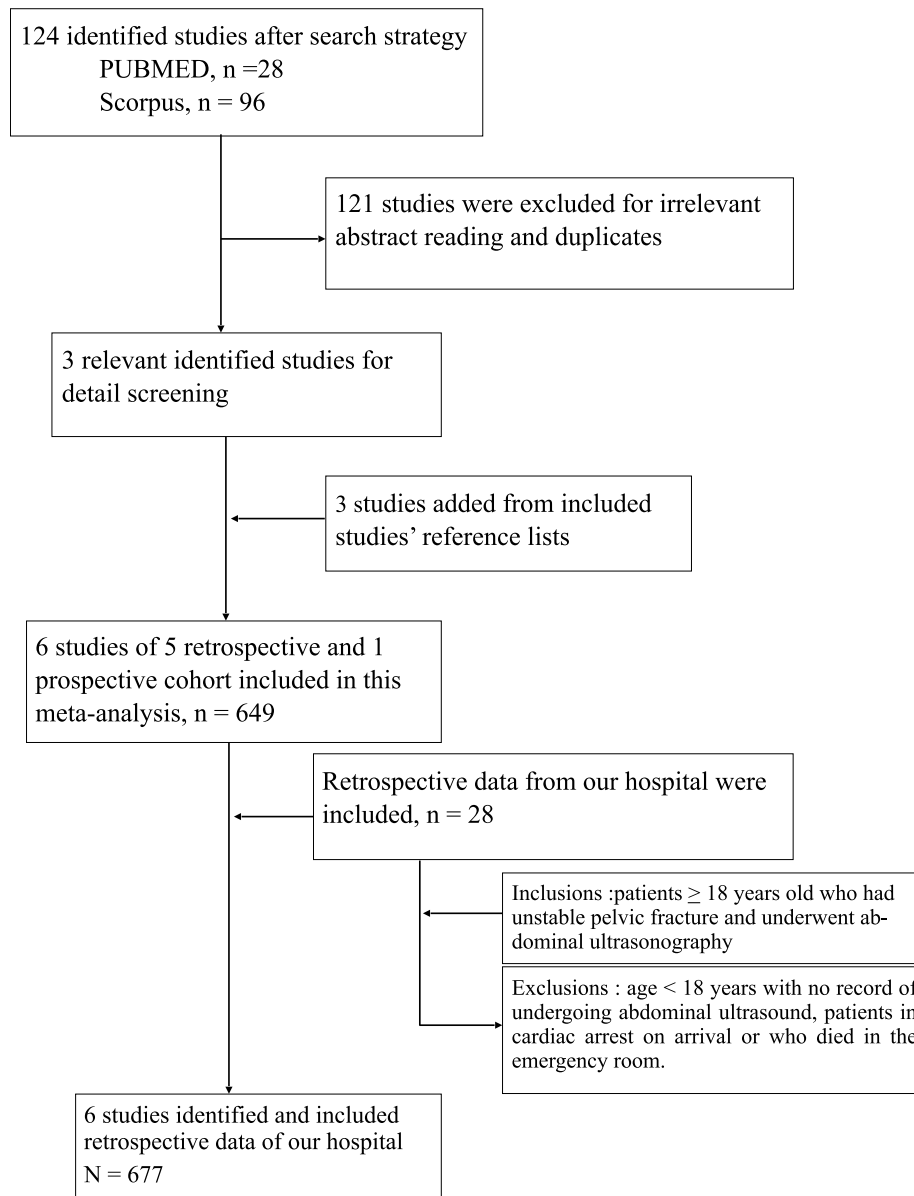 124 identified studies after search strategy
PUBMED, n =28
Scorpus, n = 96
121 studies were excluded for irrelevant
abstract reading and duplicates
3 relevant identified studies for
detail screening
3 studies added from included
studies’ reference lists
6 studies of 5 retrospective and 1
prospective cohort included in this
meta-analysis, n = 649
Retrospective data from our hospital were
included, n = 28
Inclusions :patients ≥ 18 years old who had
unstable pelvic fracture and underwent ab-
dominal ultrasonography
Exclusions : age < 18 years with no record of
undergoing abdominal ultrasound, patients in
cardiac arrest on arrival or who died in the
emergency room.
6 studies identified and included
retrospective data of our hospital
N = 677